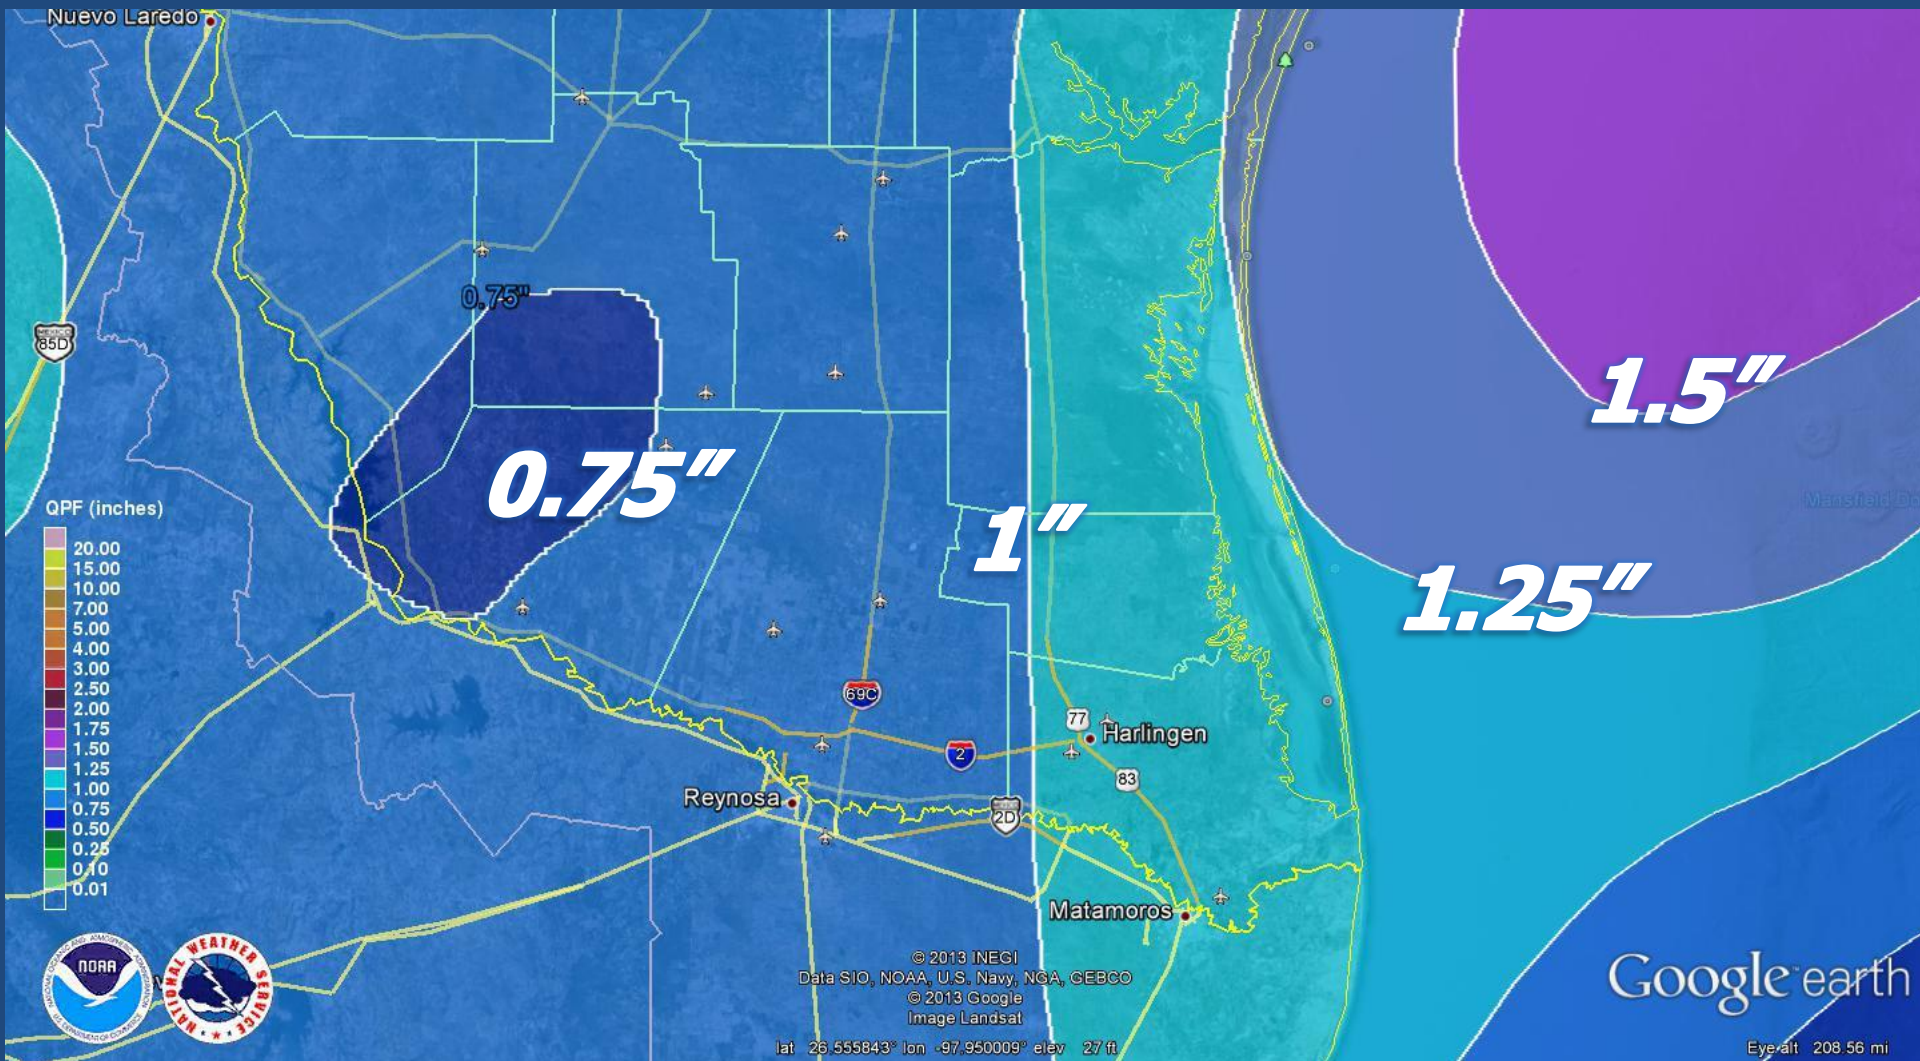 Nuevo Laredo
0.75"
MEXICO
85D
1.5"
0.75"
1"
1.25"
QPF (inches)
20.00
15.00
10.00
7.00
5.00
4.00
3.00
2.50
2.00
1.75
1.50
1.25
1.00
0.75
0.50
0.25
0.10
0.01
69C
77
Harlingen
2
83
Reynosa
MEXICO
2D
Matamoros
NOAA
NATIONAL WEATHER SERVICE
© 2013 INEGI
Data SIO, NOAA, U.S. Navy, NGA, GEBCO
© 2013 Google
Image Landsat
Google earth
lat 26.555843° lon -97.950009° elev 27 ft
Eye alt 208.56 mi